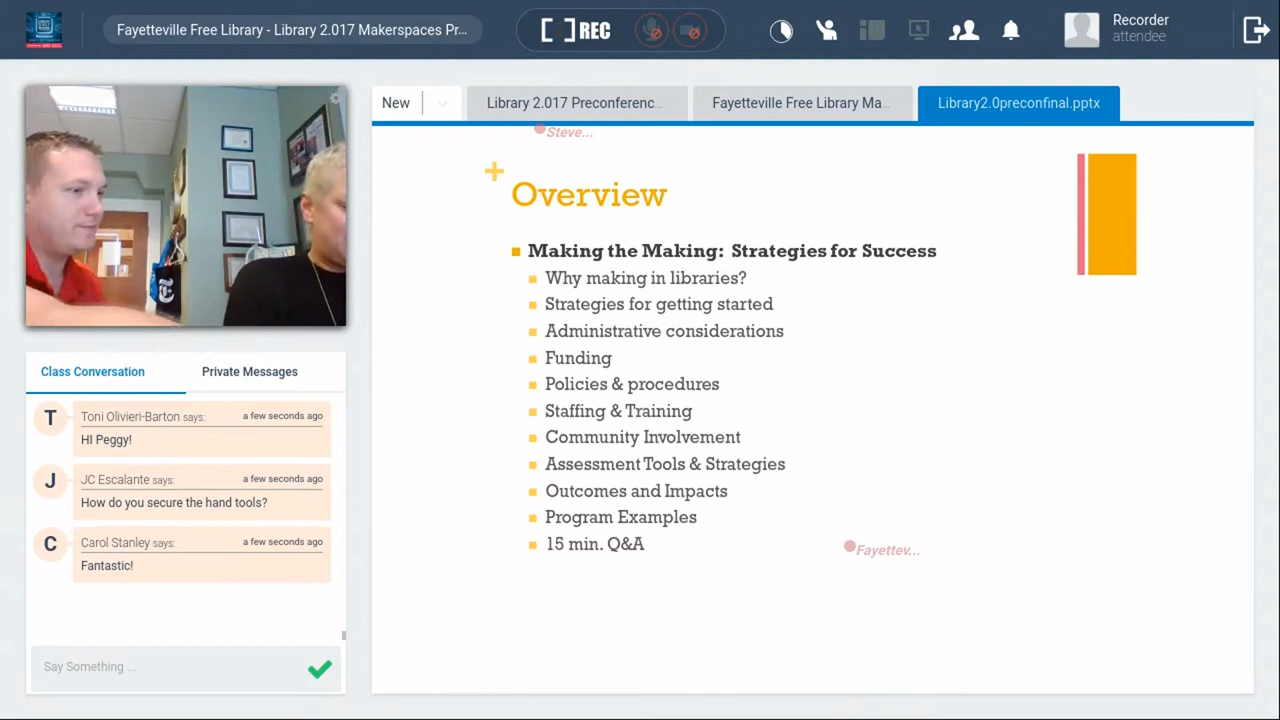 Fayetteville Free Library - Library 2.017 Makerspaces Pr...
[ ] REC
Recorder
attendee
New
Library 2.017 Preconferenc
Fayetteville Free Library Ma...
Library2.0preconfinal.pptx
Steve...
+
Overview
Making the Making: Strategies for Success
Why making in libraries?
Strategies for getting started
Administrative considerations
Funding
Policies & procedures
Staffing & Training
Community Involvement
Assessment Tools & Strategies
Outcomes and Impacts
Program Examples
15 min. Q&A
Fayettev...
Class Conversation
Private Messages
T
Toni Olivieri-Barton says:
a few seconds ago
HI Peggy!
J
JC Escalante says:
a few seconds ago
How do you secure the hand tools?
C
Carol Stanley says:
a few seconds ago
Fantastic!
Say Something ...